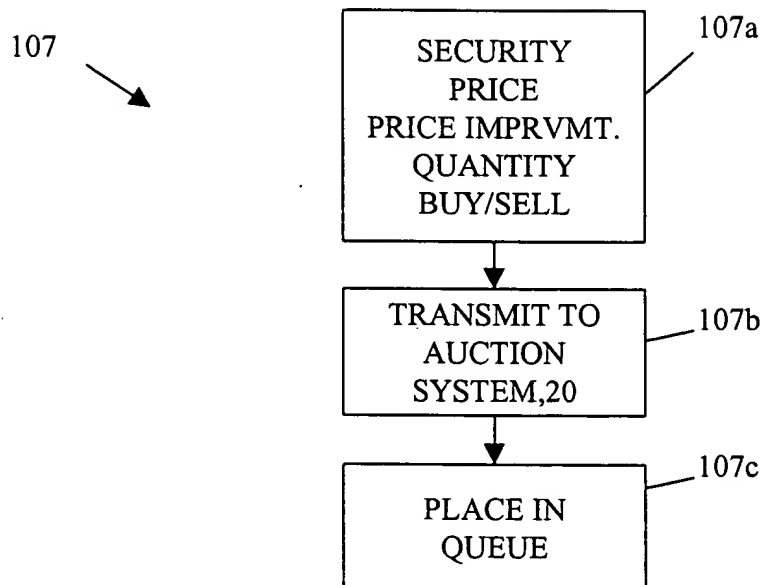 107
107a
SECURITY
PRICE
PRICE IMPRVMT.
QUANTITY
BUY/SELL
TRANSMIT TO
AUCTION
SYSTEM,20
107b
107c
PLACE IN
QUEUE